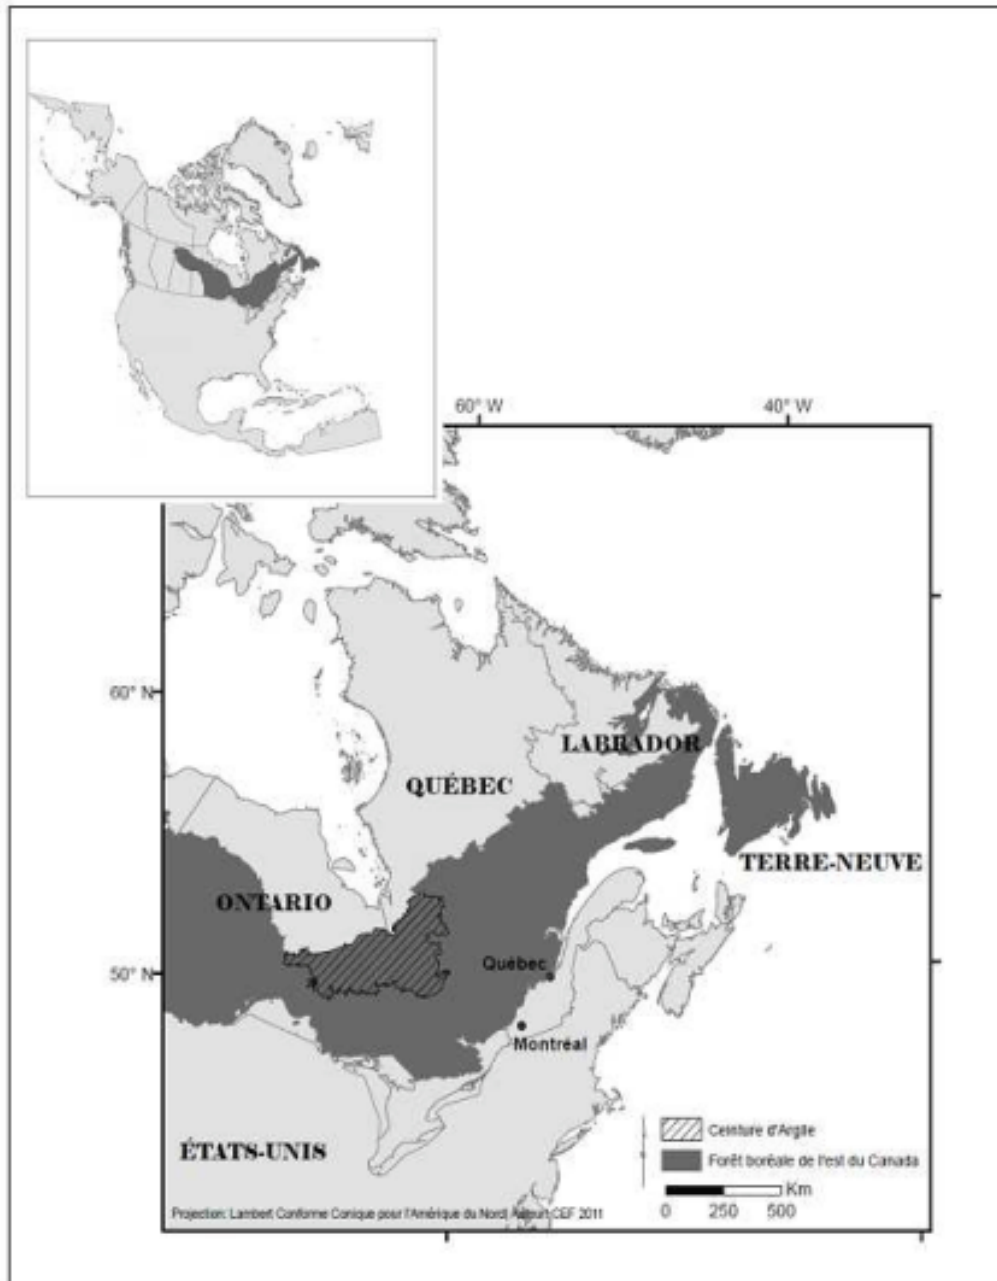 60° W
40° W
60° N
LABRADOR
QUÉBEC
TERRE-NEUVE
ONTARIO
50° N
Québec
Montréal
ÉTATS-UNIS
Ceinture d'Argile
Forêt boréale de l'est du Canada
Km
0 250 500
Projection: Lambert Conforme Conique pour l'Amérique du Nord CEF 2011